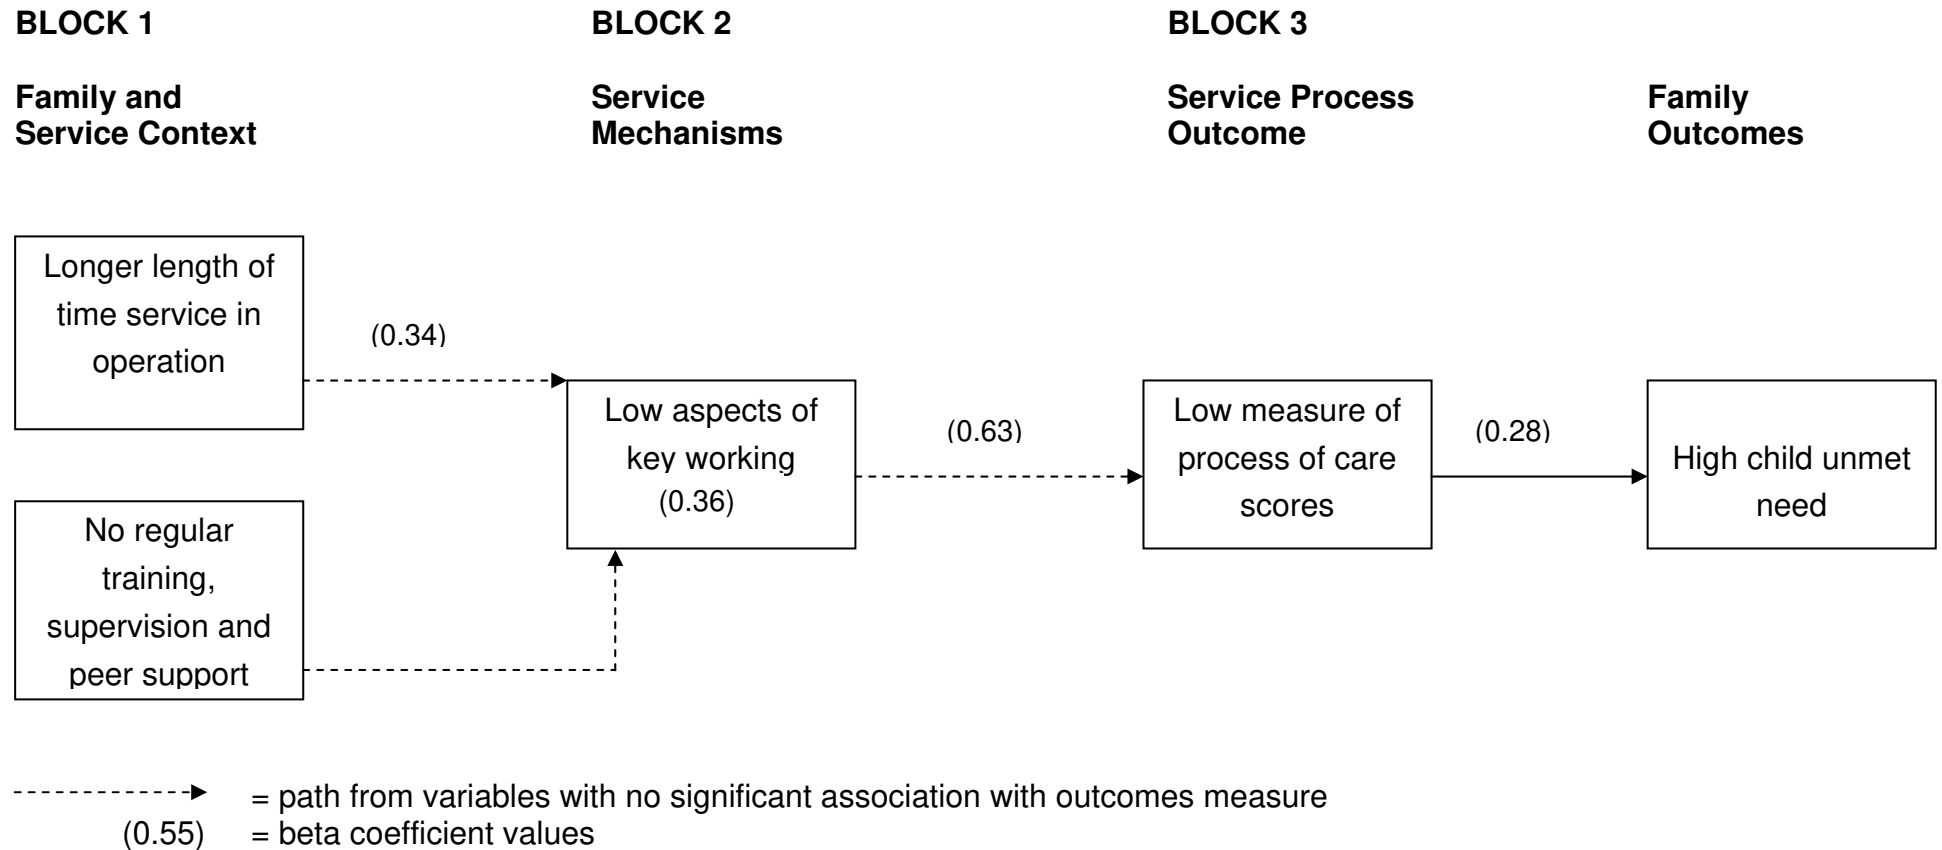 BLOCK 1
BLOCK 2
BLOCK 3
Family and
Service Context
Service
Mechanisms
Service Process
Outcome
Family
Outcomes
Longer length of
time service in
operation
(0.34)
Low aspects of
key working
(0.36)
(0.63)
Low measure of
process of care
scores
(0.28)
High child unmet
need
No regular
training,
supervision and
peer support
= path from variables with no significant association with outcomes measure
(0.55) = beta coefficient values